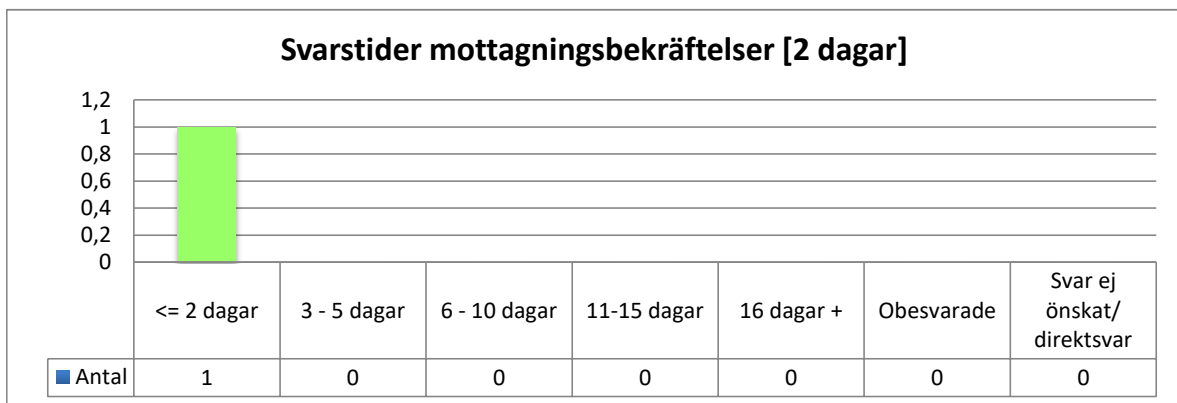 Svarstider mottagningsbekräftelser [2 dagar]
1,2
1
0,8
0,6
0,4
0,2
0
<= 2 dagar 3 - 5 dagar 6 - 10 dagar 11-15 dagar 16 dagar + Obesvarade Svar ej
önskat/
direktsvar
Antal 1 0 0 0 0 0 0